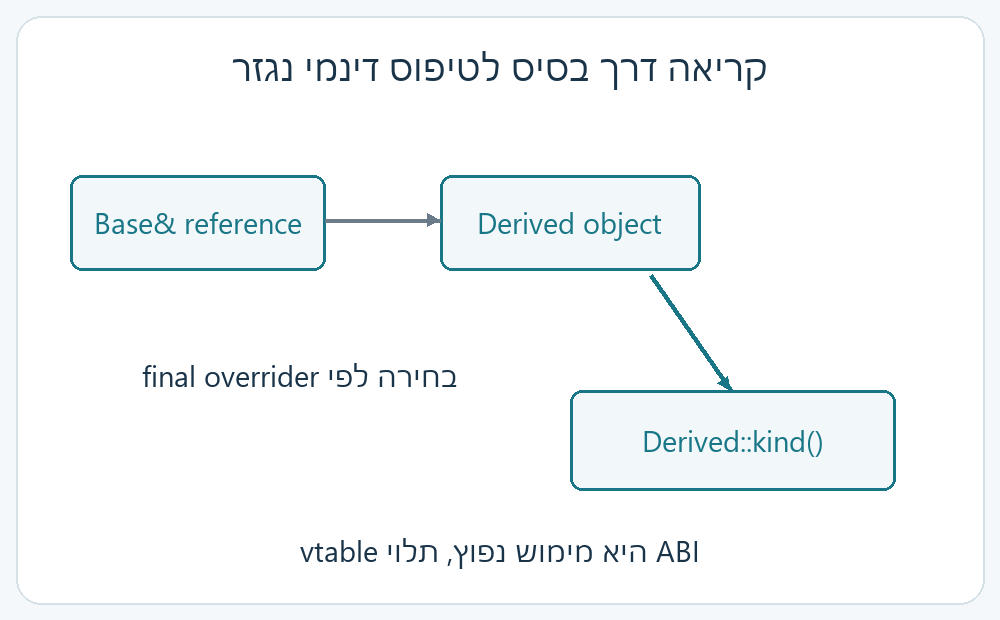 קריאה דרך בסיס לטיפוס דינמי נגזר
Base& reference
Derived object
בחירה לפי final overrider
Derived::kind()
vtable היא מימוש נפוץ, תלוי ABI